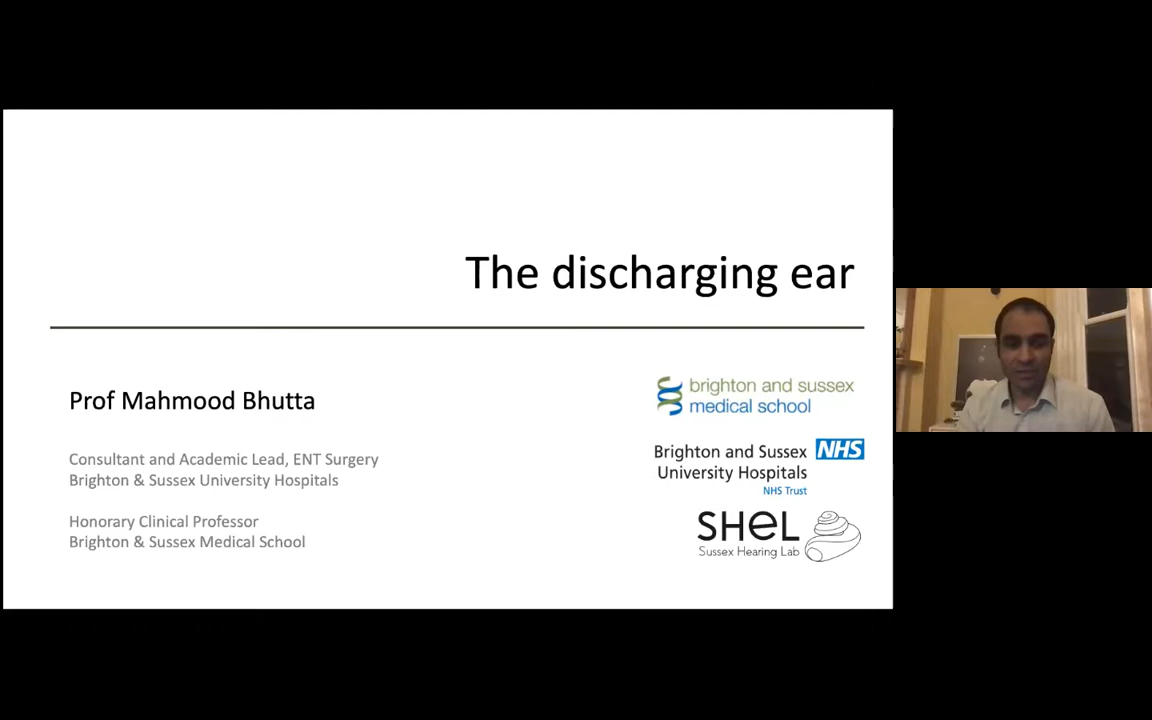 The discharging ear
Prof Mahmood Bhutta
Consultant and Academic Lead, ENT Surgery
Brighton & Sussex University Hospitals
Honorary Clinical Professor
Brighton & Sussex Medical School
brighton and sussex
medical school
Brighton and Sussex NHS
University Hospitals
NHS Trust
SHeL
Sussex Hearing Lab